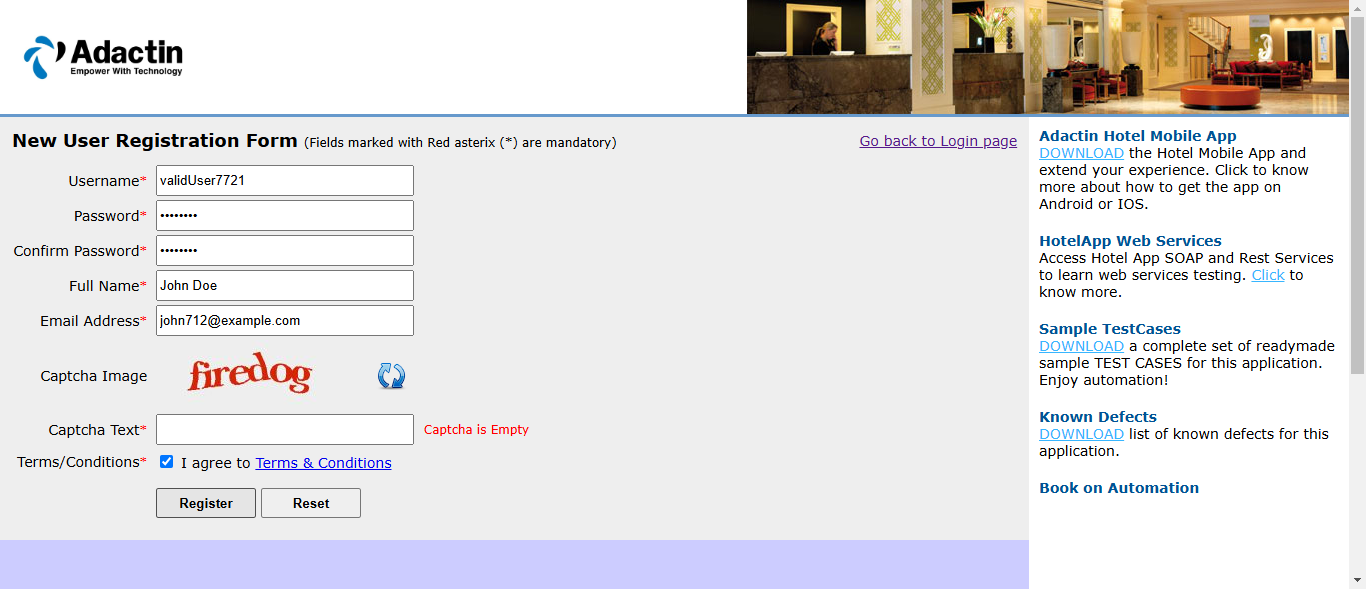 Adactin
Empower With Technology
New User Registration Form (Fields marked with Red asterix (*) are mandatory)
Go back to Login page
Username* validUser7721
Password* ••••••••
Confirm Password* ••••••••
Full Name* John Doe
Email Address* john712@example.com
Captcha Image firedog
Captcha Text* Captcha is Empty
Terms/Conditions* I agree to Terms & Conditions
Register Reset
Adactin Hotel Mobile App
DOWNLOAD the Hotel Mobile App and
extend your experience. Click to know
more about how to get the app on
Android or IOS.
HotelApp Web Services
Access Hotel App SOAP and Rest Services
to learn web services testing. Click to
know more.
Sample TestCases
DOWNLOAD a complete set of readymade
sample TEST CASES for this application.
Enjoy automation!
Known Defects
DOWNLOAD list of known defects for this
application.
Book on Automation